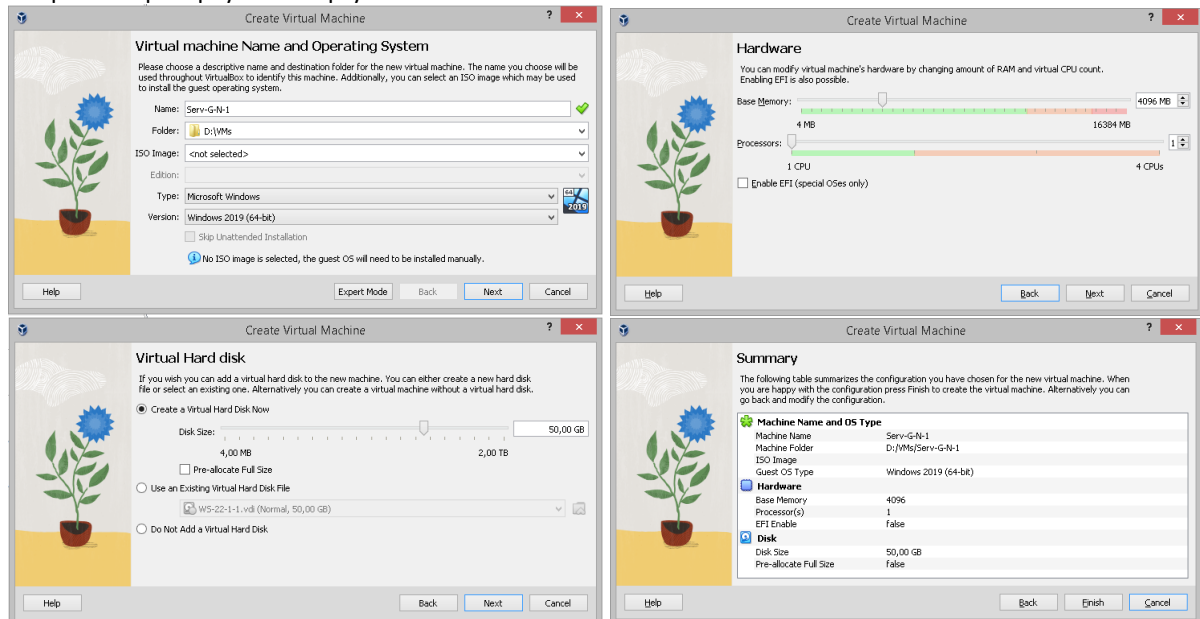 Create Virtual Machine
? ×
Virtual machine Name and Operating System
Please choose a descriptive name and destination folder for the new virtual machine. The name you choose will be
used throughout VirtualBox to identify this machine. Additionally, you can select an ISO image which may be used
to install the guest operating system.
Name: Serv-G-N-1
Folder: D:\VMs
ISO Image: <not selected>
Edition:
Type: Microsoft Windows
64
2019
Version: Windows 2019 (64-bit)
Skip Unattended Installation
No ISO image is selected, the guest OS will need to be installed manually.
Help Expert Mode Back Next Cancel
Create Virtual Machine
? ×
Hardware
You can modify virtual machine's hardware by changing amount of RAM and virtual CPU count.
Enabling EFI is also possible.
Base Memory: 4096 MB
4 MB 16384 MB
Processors: 1
1 CPU 4 CPUs
Enable EFI (special OSes only)
Help Back Next Cancel
Create Virtual Machine
? ×
Virtual Hard disk
If you wish you can add a virtual hard disk to the new machine. You can either create a new hard disk
file or select an existing one. Alternatively you can create a virtual machine without a virtual hard disk.
Create a Virtual Hard Disk Now
Disk Size: 50,00 GB
4,00 MB 2,00 TB
Pre-allocate Full Size
Use an Existing Virtual Hard Disk File
WS-22-1-1.vdi (Normal, 50,00 GB)
Do Not Add a Virtual Hard Disk
Help Back Next Cancel
Create Virtual Machine
? ×
Summary
The following table summarizes the configuration you have chosen for the new virtual machine. When
you are happy with the configuration press Finish to create the virtual machine. Alternatively you can
go back and modify the configuration.
Machine Name and OS Type
Machine Name Serv-G-N-1
Machine Folder D:/VMs/Serv-G-N-1
ISO Image
Guest OS Type Windows 2019 (64-bit)
Hardware
Base Memory 4096
Processor(s) 1
EFI Enable false
Disk
Disk Size 50,00 GB
Pre-allocate Full Size false
Help Back Finish Cancel